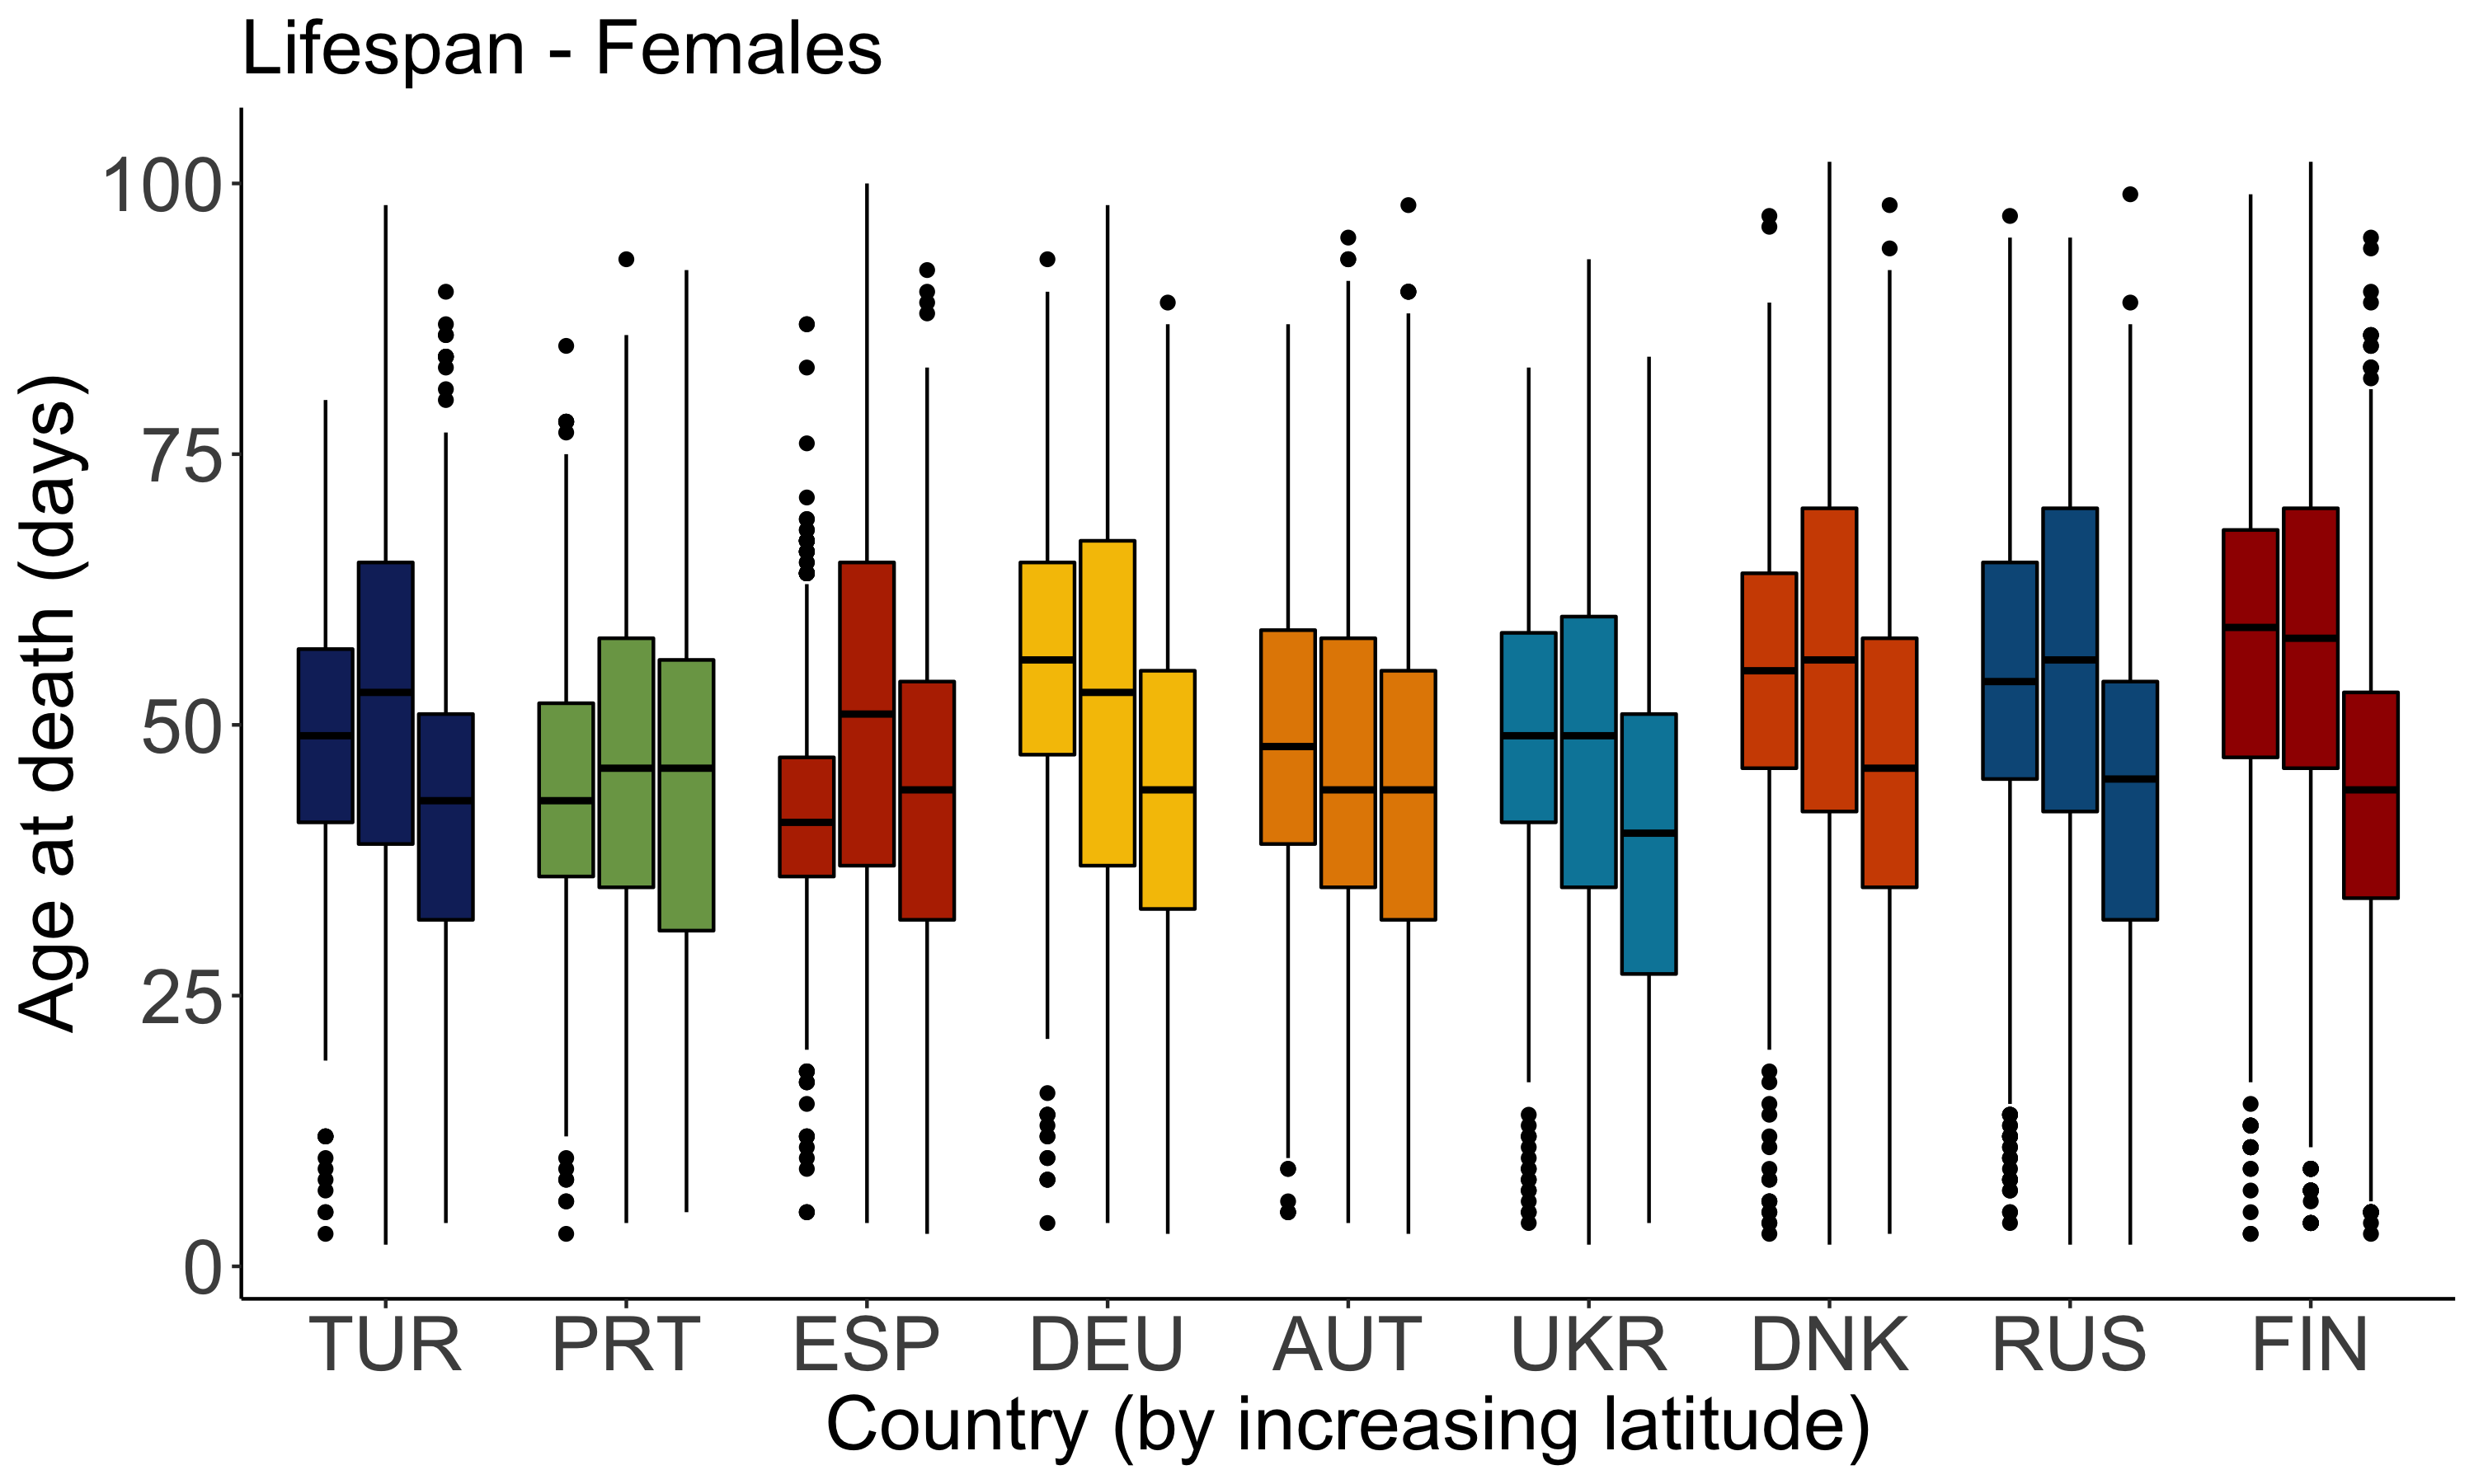 Lifespan - Females
Age at death (days)
100
75
50
25
0
TUR PRT ESP DEU AUT UKR DNK RUS FIN
Country (by increasing latitude)